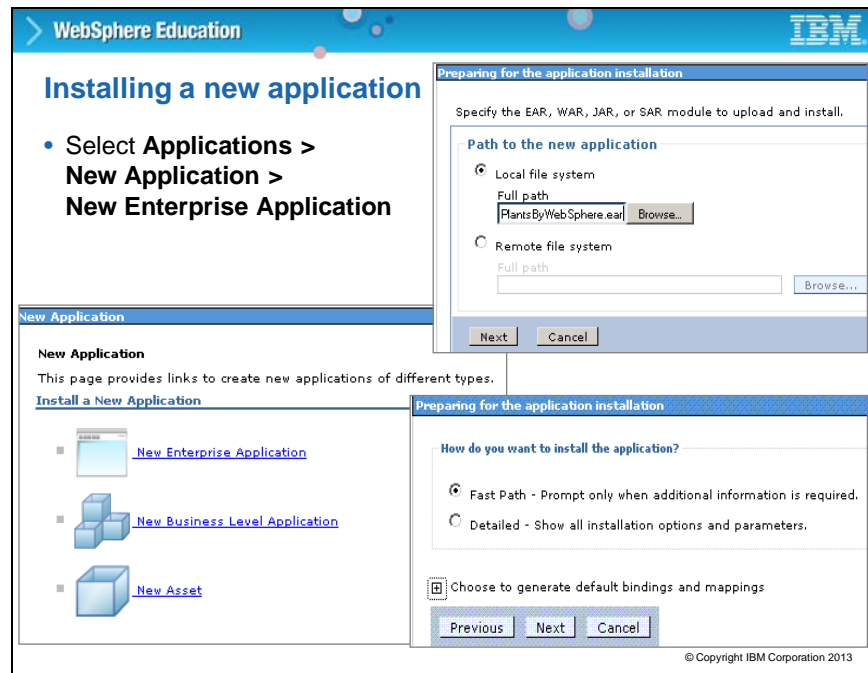 WebSphere Education
IBM
Installing a new application
• Select Applications >
New Application >
New Enterprise Application
Preparing for the application installation
Specify the EAR, WAR, JAR, or SAR module to upload and install.
Path to the new application
Local file system
Full path
PlantsByWebSphere.ear Browse...
Remote file system
Full path
Browse...
Next Cancel
New Application
New Application
This page provides links to create new applications of different types.
Install a New Application
New Enterprise Application
New Business Level Application
New Asset
Preparing for the application installation
How do you want to install the application?
Fast Path - Prompt only when additional information is required.
Detailed - Show all installation options and parameters.
Choose to generate default bindings and mappings
Previous Next Cancel
© Copyright IBM Corporation 2013